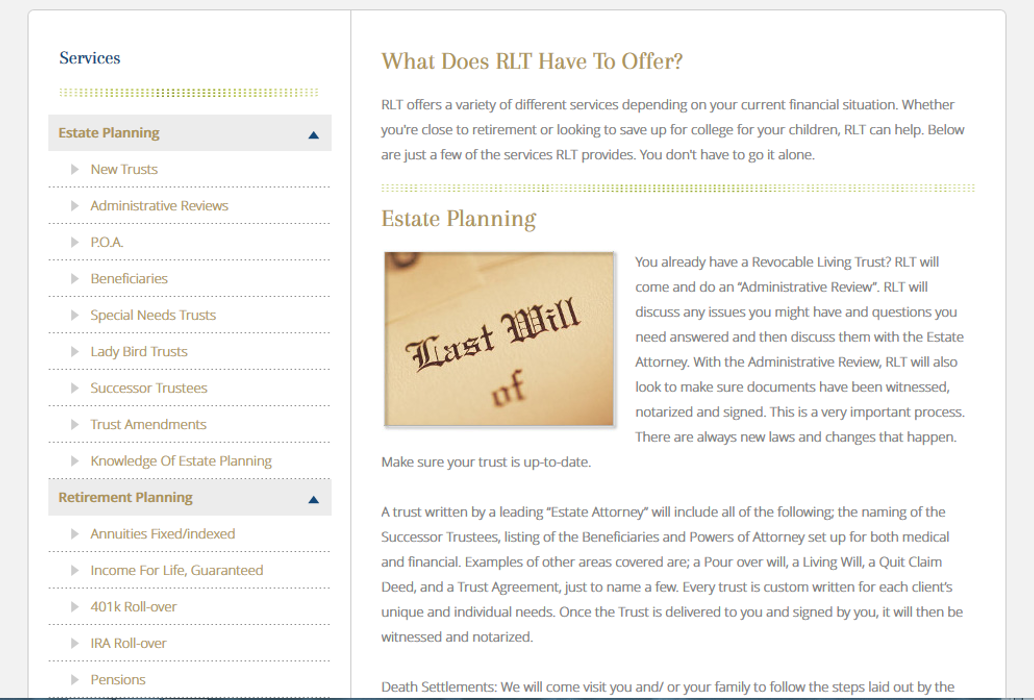 Services
Estate Planning
New Trusts
Administrative Reviews
P.O.A.
Beneficiaries
Special Needs Trusts
Lady Bird Trusts
Successor Trustees
Trust Amendments
Knowledge Of Estate Planning
Retirement Planning
Annuities Fixed/indexed
Income For Life, Guaranteed
401k Roll-over
IRA Roll-over
Pensions
What Does RLT Have To Offer?
RLT offers a variety of different services depending on your current financial situation. Whether
you're close to retirement or looking to save up for college for your children, RLT can help. Below
are just a few of the services RLT provides. You don't have to go it alone.
Estate Planning
Last Will
of
You already have a Revocable Living Trust? RLT will
come and do an “Administrative Review”. RLT will
discuss any issues you might have and questions you
need answered and then discuss them with the Estate
Attorney. With the Administrative Review, RLT will also
look to make sure documents have been witnessed,
notarized and signed. This is a very important process.
There are always new laws and changes that happen.
Make sure your trust is up-to-date.
A trust written by a leading “Estate Attorney” will include all of the following; the naming of the
Successor Trustees, listing of the Beneficiaries and Powers of Attorney set up for both medical
and financial. Examples of other areas covered are; a Pour over will, a Living Will, a Quit Claim
Deed, and a Trust Agreement, just to name a few. Every trust is custom written for each client's
unique and individual needs. Once the Trust is delivered to you and signed by you, it will then be
witnessed and notarized.
Death Settlements: We will come visit you and/ or your family to follow the steps laid out by the